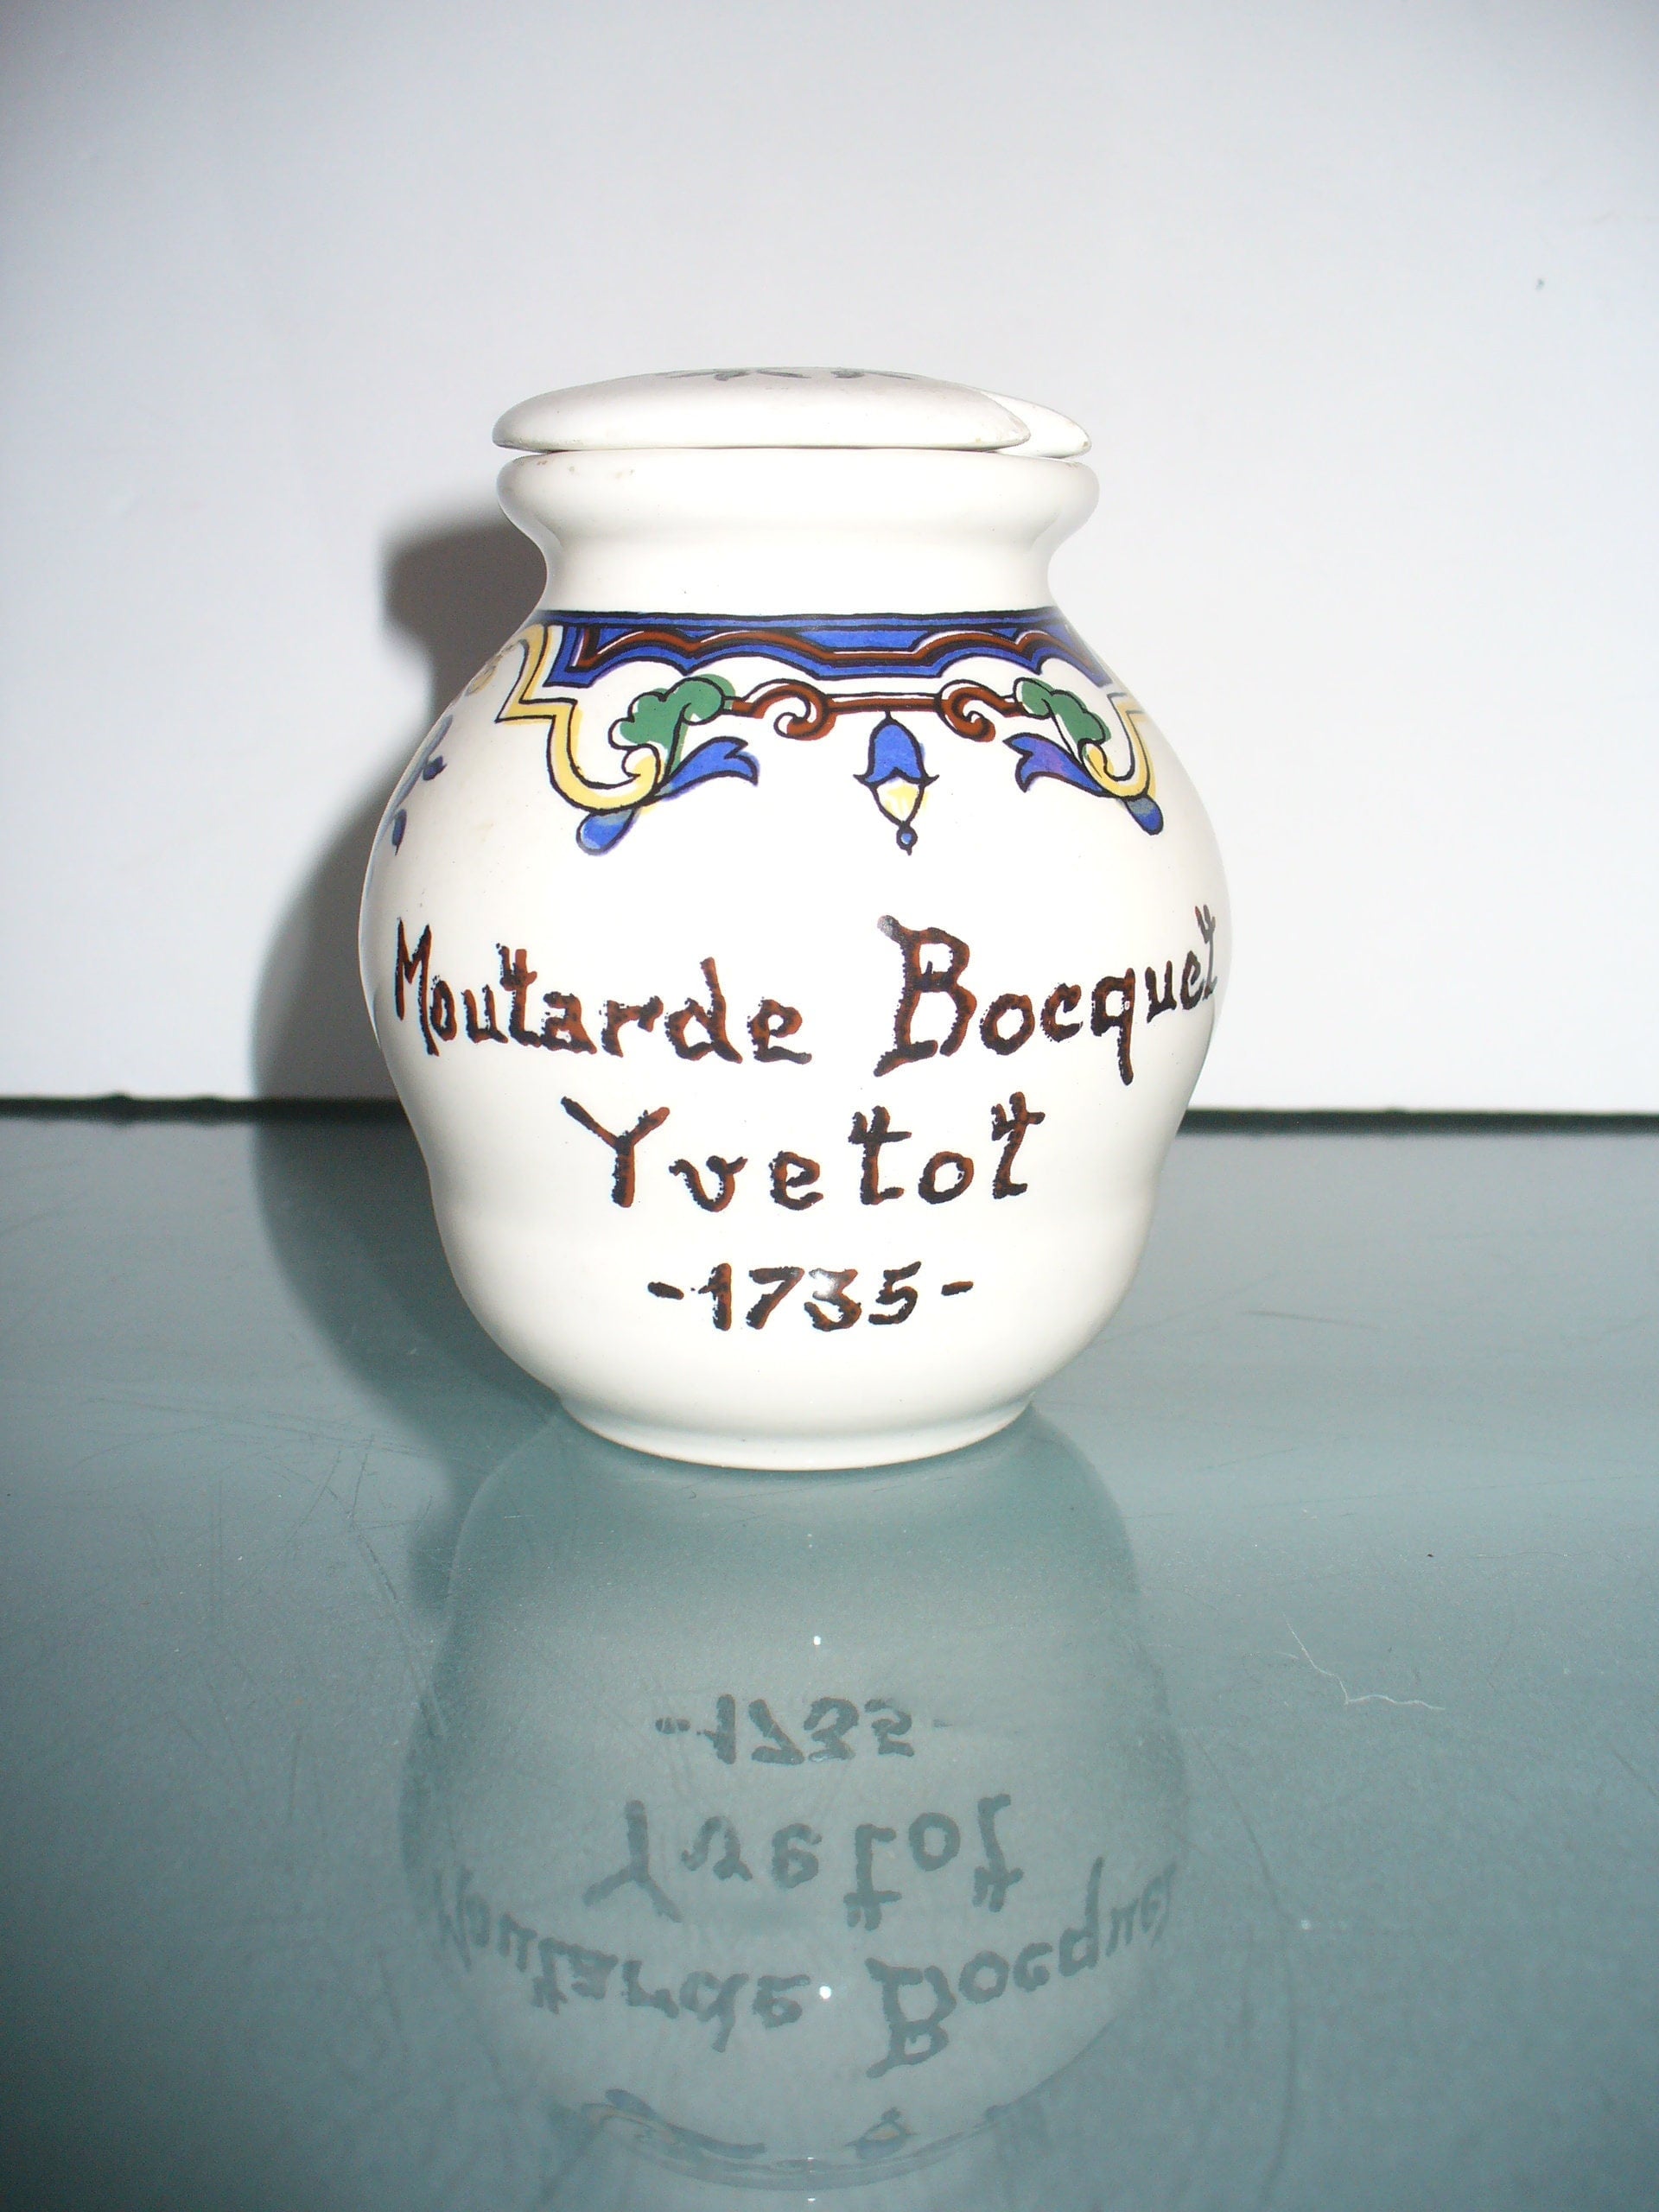 Moutarde Bocquet
Yvetot
-1735-